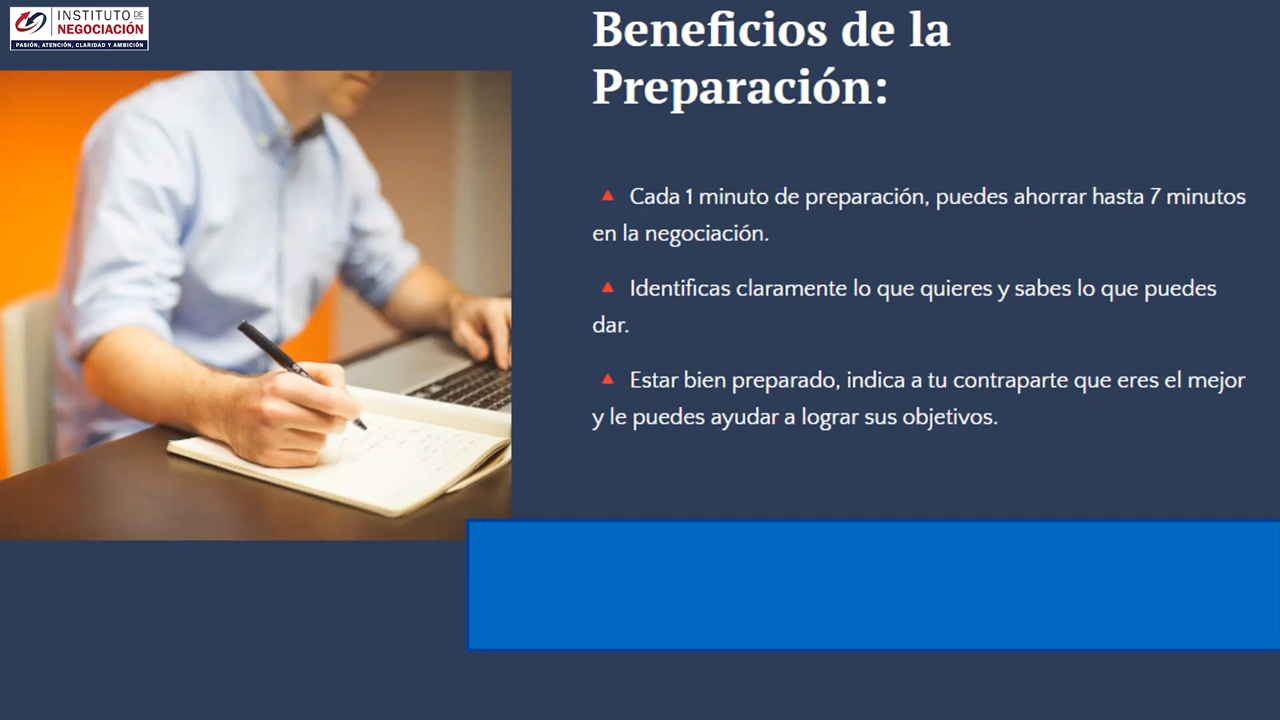 INSTITUTO DE
NEGOCIACIÓN
PASIÓN, ATENCIÓN, CLARIDAD Y AMBICIÓN
Beneficios de la
Preparación:
🔺 Cada 1 minuto de preparación, puedes ahorrar hasta 7 minutos
en la negociación.
🔺 Identificas claramente lo que quieres y sabes lo que puedes
dar.
🔺 Estar bien preparado, indica a tu contraparte que eres el mejor
y le puedes ayudar a lograr sus objetivos.